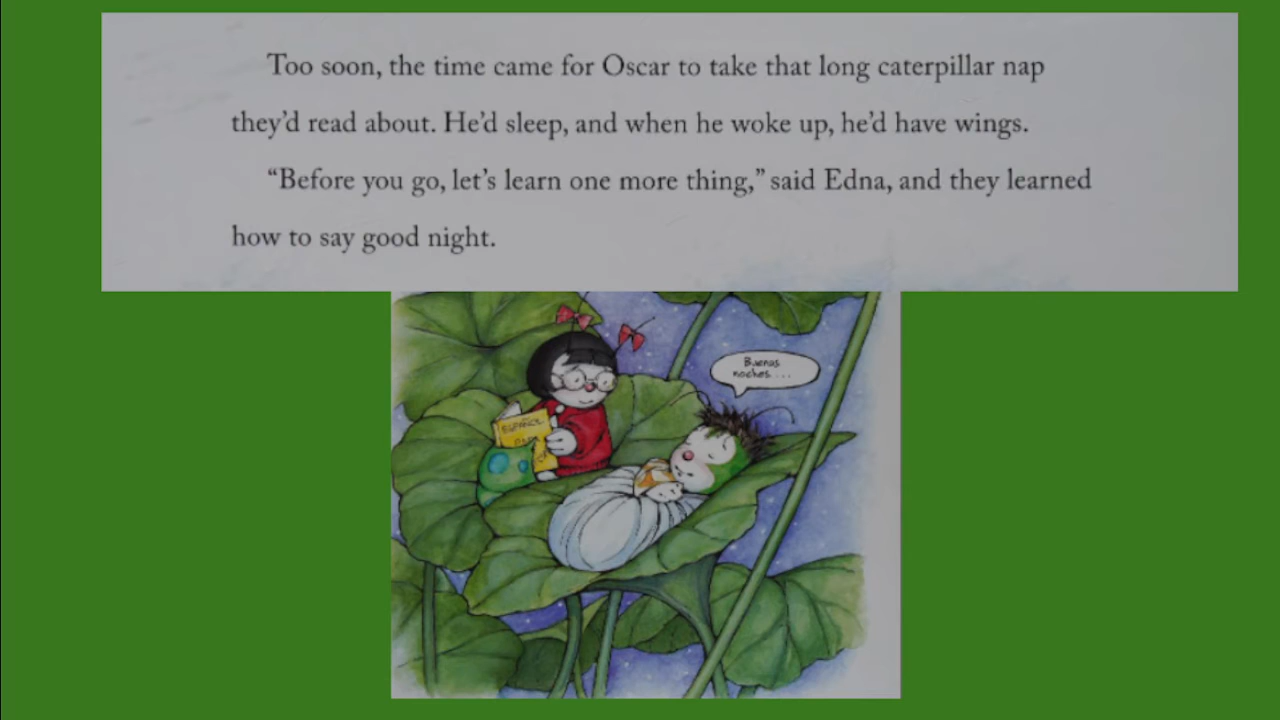 Too soon, the time came for Oscar to take that long caterpillar nap
they’d read about. He’d sleep, and when he woke up, he’d have wings.
“Before you go, let’s learn one more thing,” said Edna, and they learned
how to say good night.
Buenas
noches....
ESPAÑOL